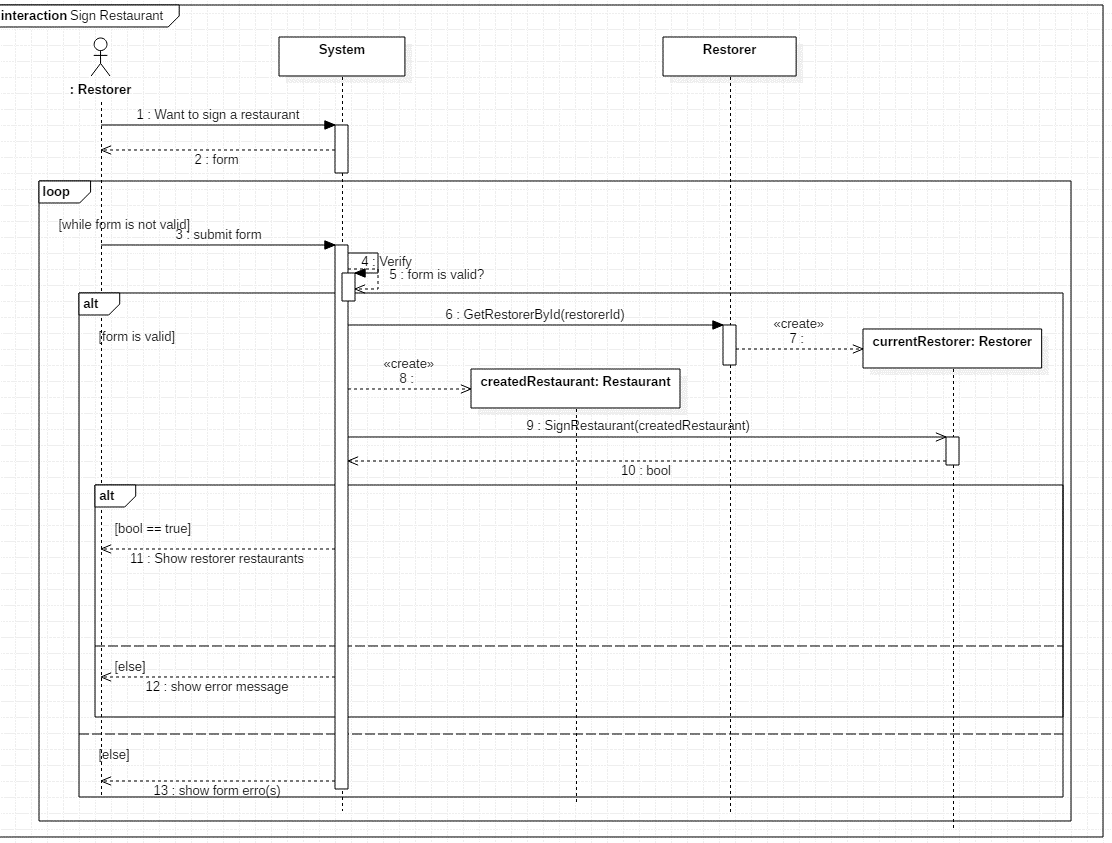 interaction Sign Restaurant
System
Restorer
: Restorer
1 : Want to sign a restaurant
2 : form
loop
[while form is not valid]
3 : submit form
4 : Verify
5 : form is valid?
alt
[form is valid]
6 : GetRestorerById(restorerId)
«create»
7 :
currentRestorer: Restorer
«create»
8 :
createdRestaurant: Restaurant
9 : SignRestaurant(createdRestaurant)
10 : bool
alt
[bool == true]
11 : Show restorer restaurants
[else]
12 : show error message
[else]
13 : show form erro(s)